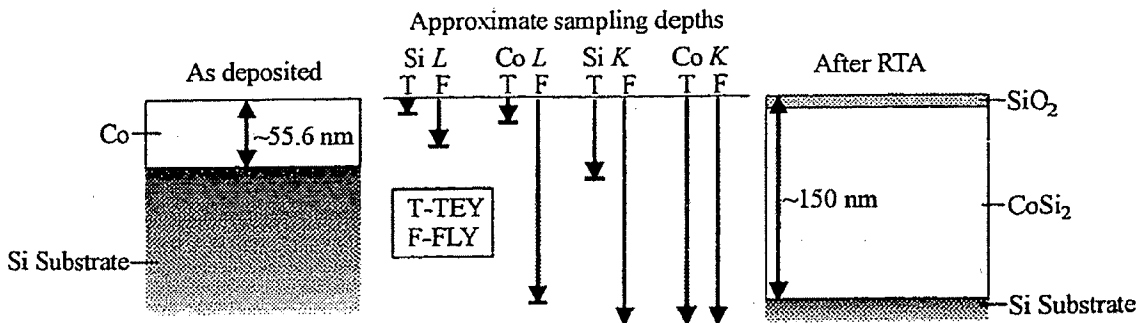 Approximate sampling depths
As deposited
Si L Co L Si K Co K
T F T F T F T F
After RTA
Co
~55.6 nm
SiO₂
T-TEY
F-FLY
~150 nm
CoSi₂
Si Substrate
Si Substrate